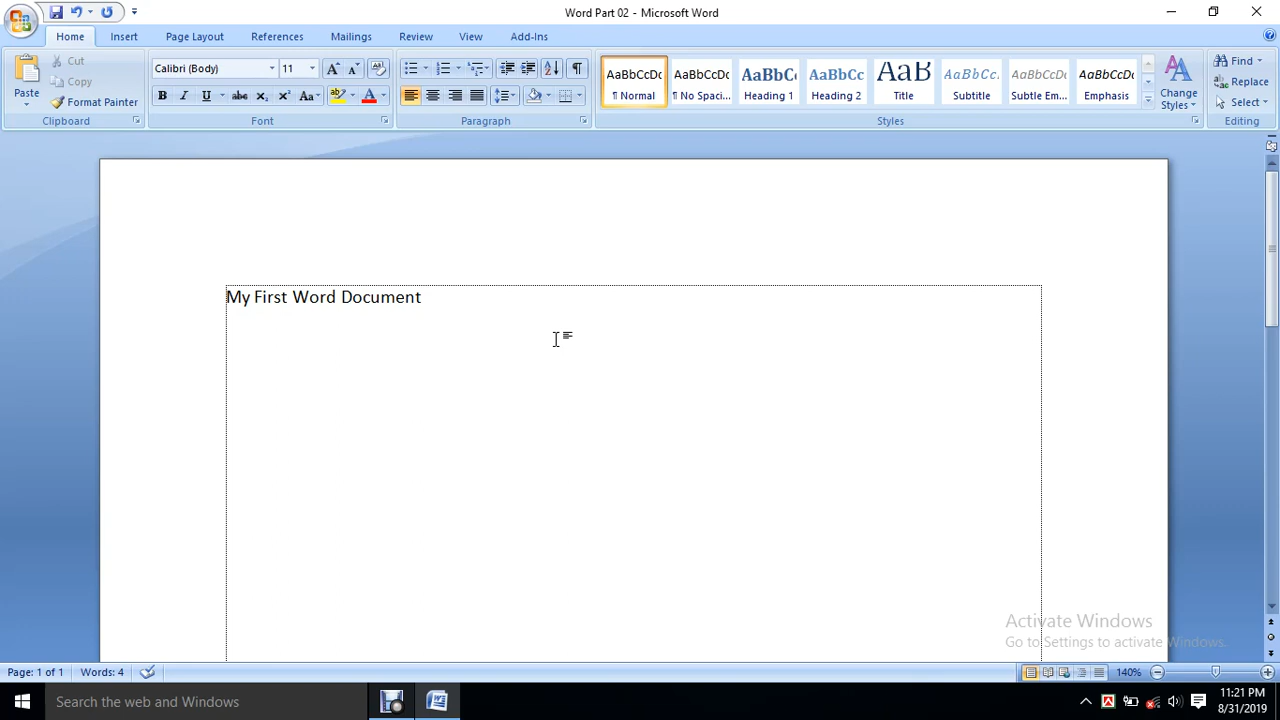 Word Part 02 - Microsoft Word
Home Insert Page Layout References Mailings Review View Add-Ins
Paste
Cut
Copy
Format Painter
Clipboard
Calibri (Body) 11
B I U abc X₂ X² Aa
Font
Paragraph
AaBbCcDc AaBbCcDc AaBbC AaBbCc AaB AaBbCc. AaBbCcDc AaBbCcDc
¶ Normal ¶ No Spaci... Heading 1 Heading 2 Title Subtitle Subtle Em... Emphasis
Change Styles
Styles
Find
Replace
Select
Editing
My First Word Document
Activate Windows
Go to Settings to activate Windows.
Page: 1 of 1 Words: 4 140%
Search the web and Windows
11:21 PM
8/31/2019